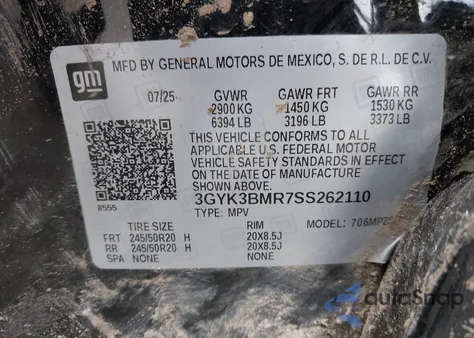 gm
MFD BY GENERAL MOTORS DE MEXICO, S. DE R.L. DE C.V.
07/25 GVWR GAWR FRT GAWR RR
2900 KG 1450 KG 1530 KG
6394 LB 3196 LB 3373 LB
THIS VEHICLE CONFORMS TO ALL
APPLICABLE U.S. FEDERAL MOTOR
VEHICLE SAFETY STANDARDS IN EFFECT
ON THE DATE OF MANUFACTURE
SHOWN ABOVE.
8555 3GYK3BMR7SS262110
TYPE: MPV
TIRE SIZE RIM MODEL: 706MP26
FRT 245/50R20 H 20X8.5J
RR 245/50R20 H 20X8.5J
SPA NONE NONE
autoSnap